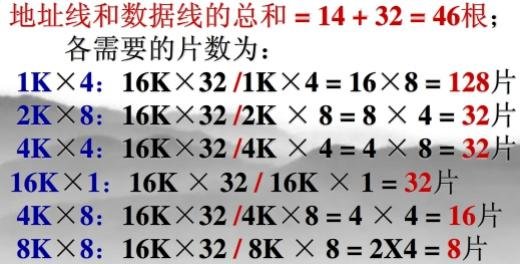 地址线和数据线的总和 = 14 + 32 = 46根；
各需要的片数为：
1K×4：16K×32 /1K×4 = 16×8 = 128片
2K×8：16K×32 /2K × 8 = 8 × 4 = 32片
4K×4：16K×32 /4K × 4 = 4 × 8 = 32片
16K×1：16K × 32 / 16K × 1 = 32片
4K×8：16K×32 /4K×8 = 4 × 4 = 16片
8K×8：16K×32 / 8K × 8 = 2X4 = 8片